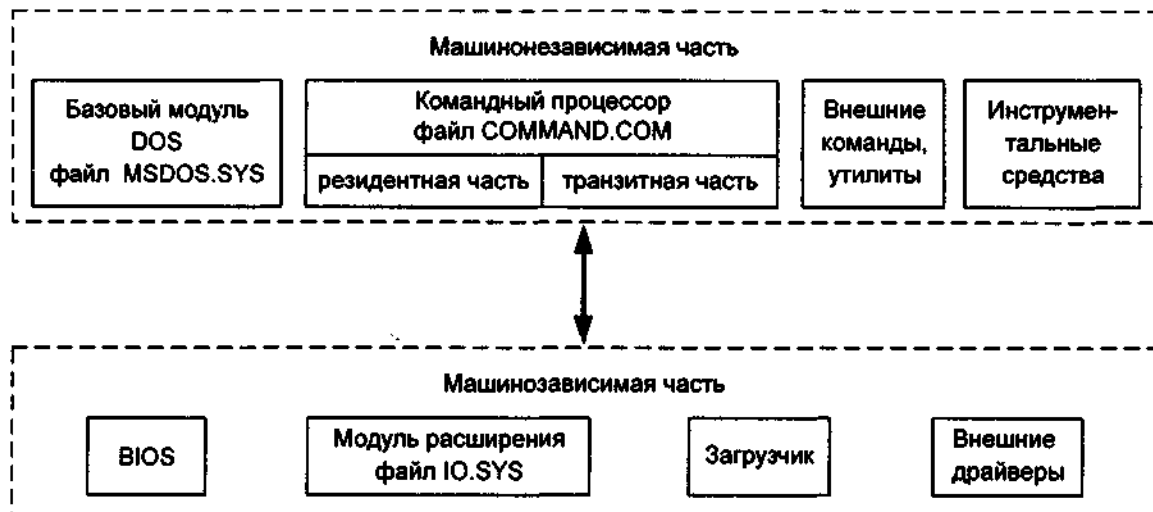 Машинонезависимая часть
Базовый модуль
DOS
файл MSDOS.SYS
Командный процессор
файл COMMAND.COM
резидентная часть
транзитная часть
Внешние
команды,
утилиты
Инструмен-
тальные
средства
Машинозависимая часть
BIOS
Модуль расширения
файл IO.SYS
Загрузчик
Внешние
драйверы